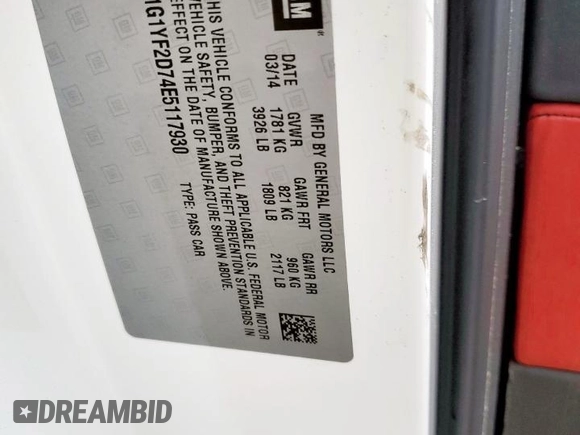 GM
MFD BY GENERAL MOTORS LLC
DATE GVWR GAWR FRT GAWR RR
03/14 1781 KG 821 KG 960 KG
3926 LB 1809 LB 2117 LB
THIS VEHICLE CONFORMS TO ALL APPLICABLE U.S. FEDERAL MOTOR
VEHICLE SAFETY, BUMPER, AND THEFT PREVENTION STANDARDS IN
EFFECT ON THE DATE OF MANUFACTURE SHOWN ABOVE.
1G1YF2D74E5117930 TYPE: PASS CAR
DREAMBID